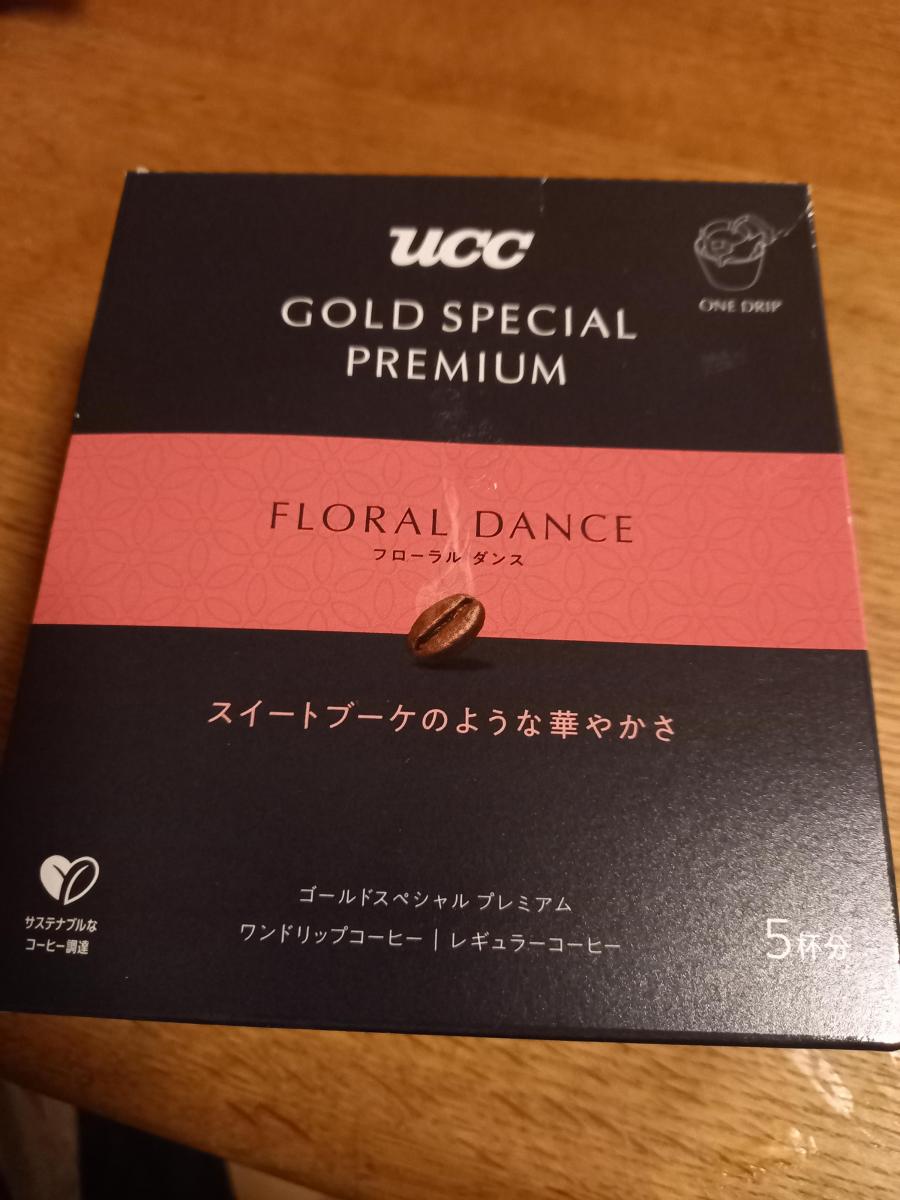 ucc
ONE DRIP
GOLD SPECIAL
PREMIUM
FLORAL DANCE
フローラル ダンス
スイートブーケのような華やかさ
サステナブルな
コーヒー調達
ゴールドスペシャル プレミアム
ワンドリップコーヒー | レギュラーコーヒー
5杯分